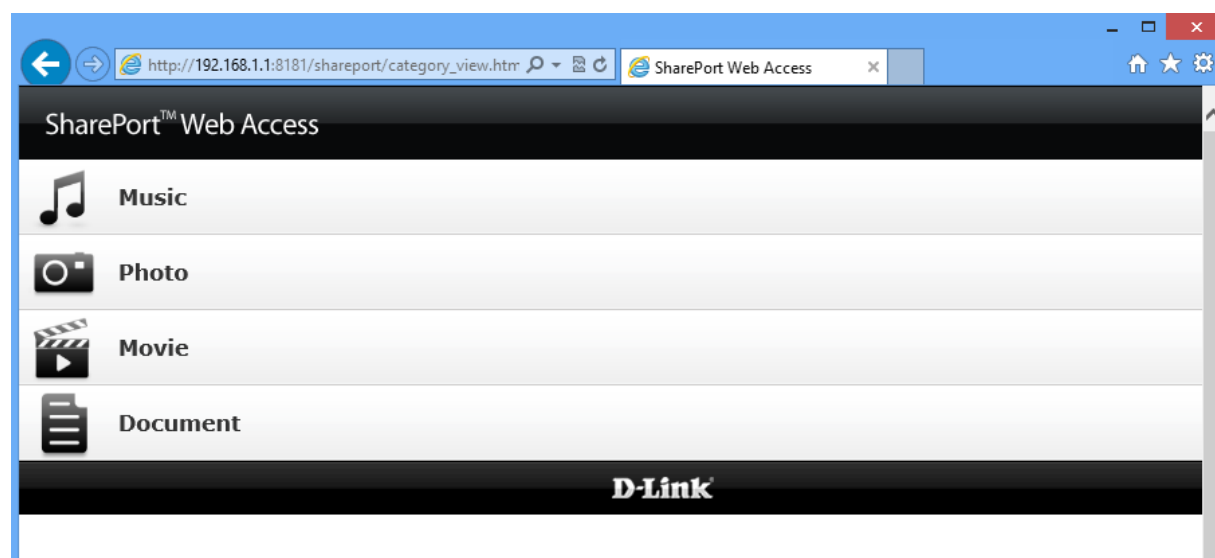 http://192.168.1.1:8181/shareport/category_view.htm
SharePort Web Access
SharePort™ Web Access
Music
Photo
Movie
Document
D-Link